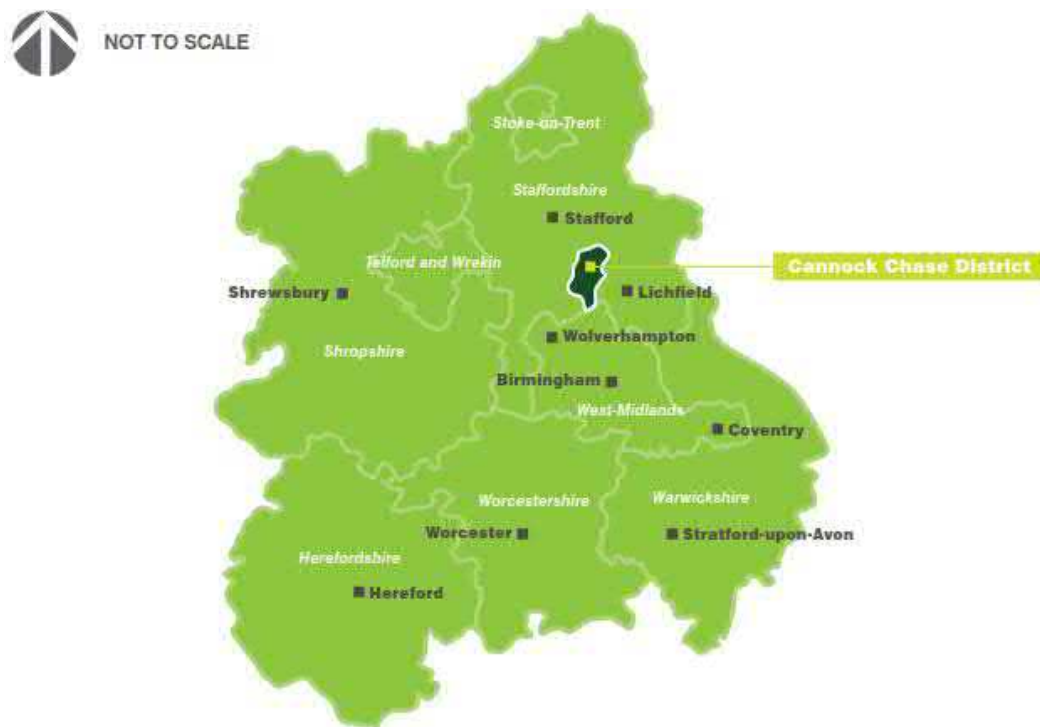 NOT TO SCALE
Stoke-on-Trent
Staffordshire
Stafford
Telford and Wrekin
Cannock Chase District
Shrewsbury
Lichfield
Wolverhampton
Shropshire
Birmingham
West-Midlands
Coventry
Worcestershire
Warwickshire
Worcester
Stratford-upon-Avon
Herefordshire
Hereford